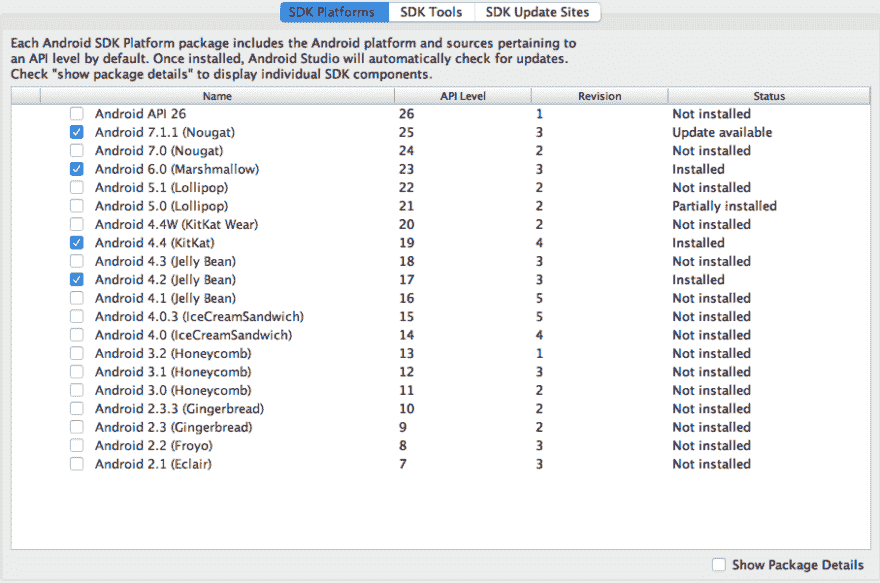 SDK Platforms SDK Tools SDK Update Sites
Each Android SDK Platform package includes the Android platform and sources pertaining to
an API level by default. Once installed, Android Studio will automatically check for updates.
Check "show package details" to display individual SDK components.
Name API Level Revision Status
Android API 26 26 1 Not installed
Android 7.1.1 (Nougat) 25 3 Update available
Android 7.0 (Nougat) 24 2 Not installed
Android 6.0 (Marshmallow) 23 3 Installed
Android 5.1 (Lollipop) 22 2 Not installed
Android 5.0 (Lollipop) 21 2 Partially installed
Android 4.4W (KitKat Wear) 20 2 Not installed
Android 4.4 (KitKat) 19 4 Installed
Android 4.3 (Jelly Bean) 18 3 Not installed
Android 4.2 (Jelly Bean) 17 3 Installed
Android 4.1 (Jelly Bean) 16 5 Not installed
Android 4.0.3 (IceCreamSandwich) 15 5 Not installed
Android 4.0 (IceCreamSandwich) 14 4 Not installed
Android 3.2 (Honeycomb) 13 1 Not installed
Android 3.1 (Honeycomb) 12 3 Not installed
Android 3.0 (Honeycomb) 11 2 Not installed
Android 2.3.3 (Gingerbread) 10 2 Not installed
Android 2.3 (Gingerbread) 9 2 Not installed
Android 2.2 (Froyo) 8 3 Not installed
Android 2.1 (Eclair) 7 3 Not installed
Show Package Details